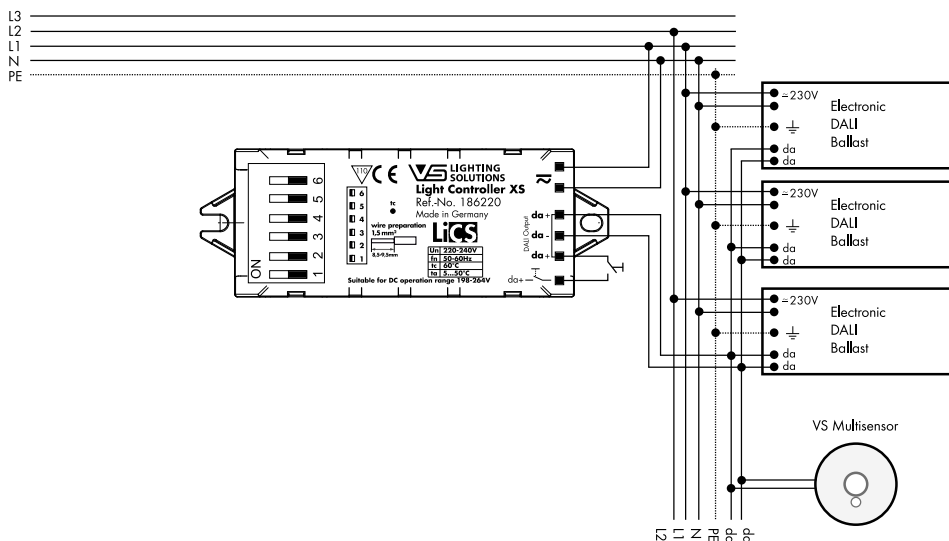 L3
L2
L1
N
PE
≂230V
Electronic
DALI
Ballast
da
da
≂230V
Electronic
DALI
Ballast
da
da
≂230V
Electronic
DALI
Ballast
da
da
ON
1 2 3 4 5 6
110
CE
VS LIGHTING
SOLUTIONS
Light Controller XS
Ref.-No. 186220
Made in Germany
LiCS
tc
wire preparation
1,5 mm²
8.5-9.5mm
6
5
4
3
2
1
Un 220-240V
fn 50-60Hz
tc 60°C
ta 5...50°C
Suitable for DC operation range 198-264V
DALI Output
da+
da-
da+
da+
VS Multisensor
L2
L1
N
PE
da
da